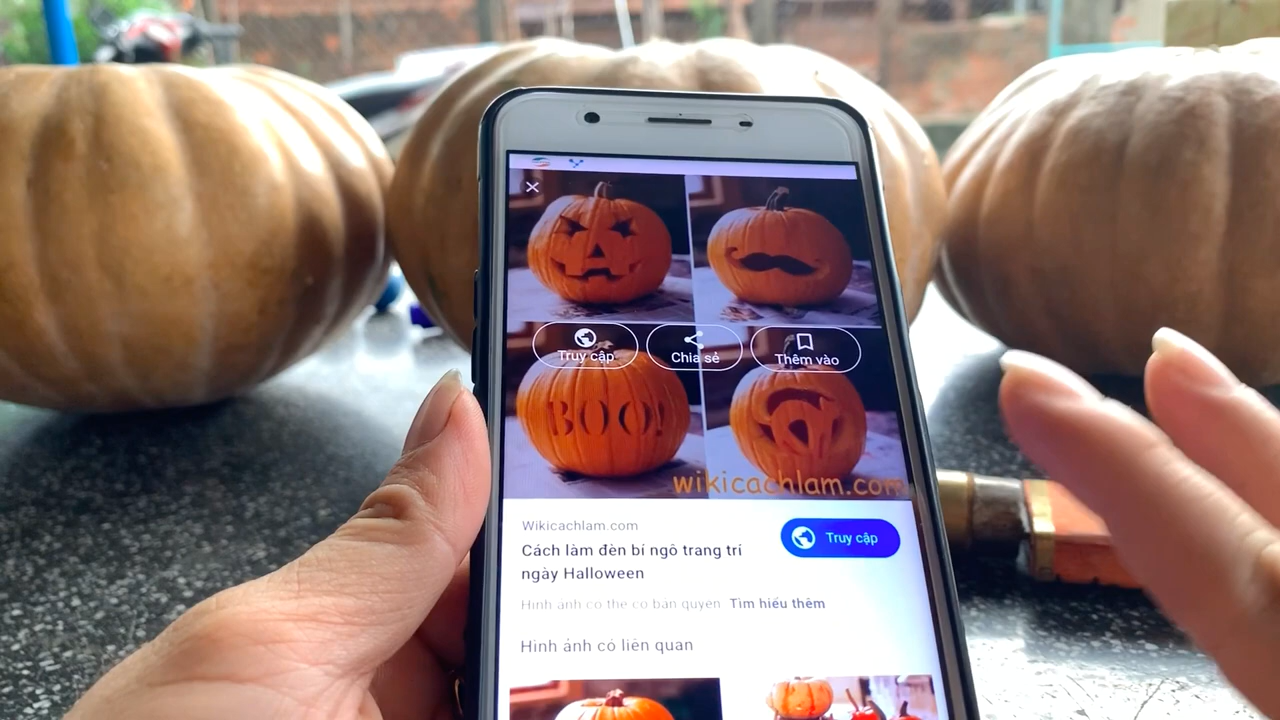 Truy cập
Chia sẻ
Thêm vào
BOO!
wikicachlam.com
Wikicachlam.com
Cách làm đèn bí ngô trang trí
ngày Halloween
Truy cập
Hình ảnh có thể có bản quyền Tìm hiểu thêm
Hình ảnh có liên quan